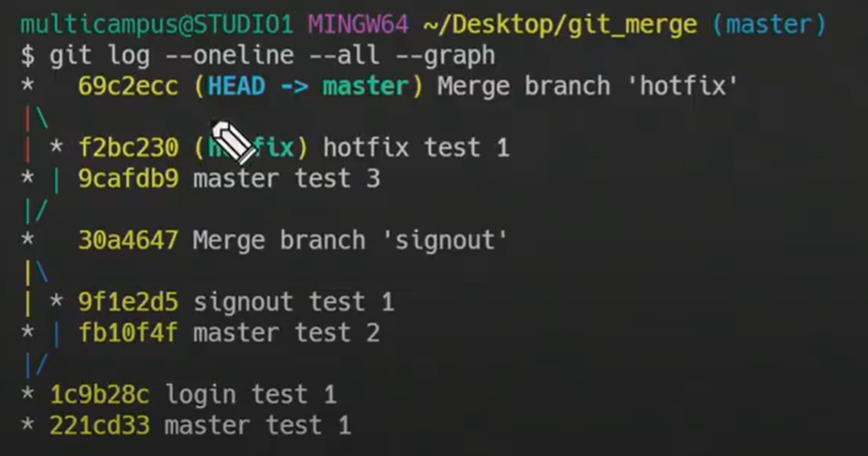 multicampus@STUDIO1 MINGW64 ~/Desktop/git_merge (master)
$ git log --oneline --all --graph
*   69c2ecc (HEAD -> master) Merge branch 'hotfix'
|\
| * f2bc230 (hotfix) hotfix test 1
* | 9cafdb9 master test 3
|/
*   30a4647 Merge branch 'signout'
|\
| * 9f1e2d5 signout test 1
* | fb10f4f master test 2
|/
* 1c9b28c login test 1
* 221cd33 master test 1